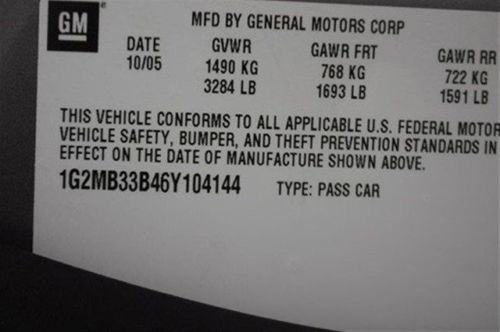 GM
MFD BY GENERAL MOTORS CORP
DATE GVWR GAWR FRT GAWR RR
10/05 1490 KG 768 KG 722 KG
3284 LB 1693 LB 1591 LB
THIS VEHICLE CONFORMS TO ALL APPLICABLE U.S. FEDERAL MOTOR
VEHICLE SAFETY, BUMPER, AND THEFT PREVENTION STANDARDS IN
EFFECT ON THE DATE OF MANUFACTURE SHOWN ABOVE.
1G2MB33B46Y104144 TYPE: PASS CAR